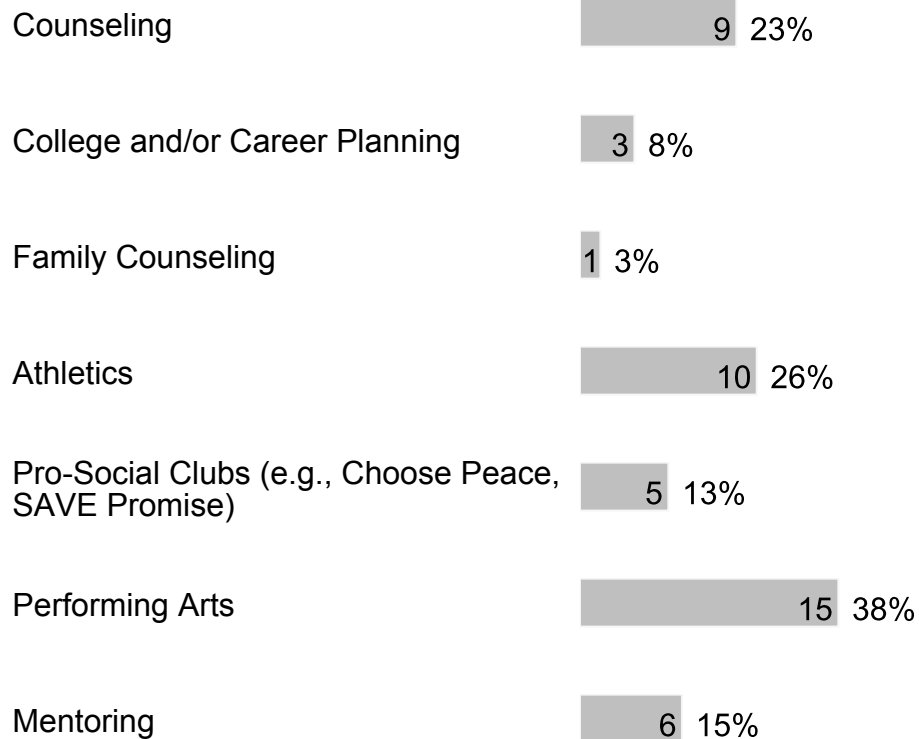 Counseling 9 23%
College and/or Career Planning 3 8%
Family Counseling 1 3%
Athletics 10 26%
Pro-Social Clubs (e.g., Choose Peace,
SAVE Promise) 5 13%
Performing Arts 15 38%
Mentoring 6 15%